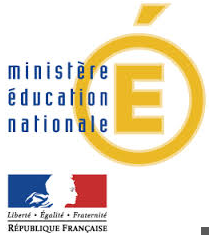 ministère
éducation
nationale
É
Liberté • Égalité • Fraternité
RÉPUBLIQUE FRANÇAISE